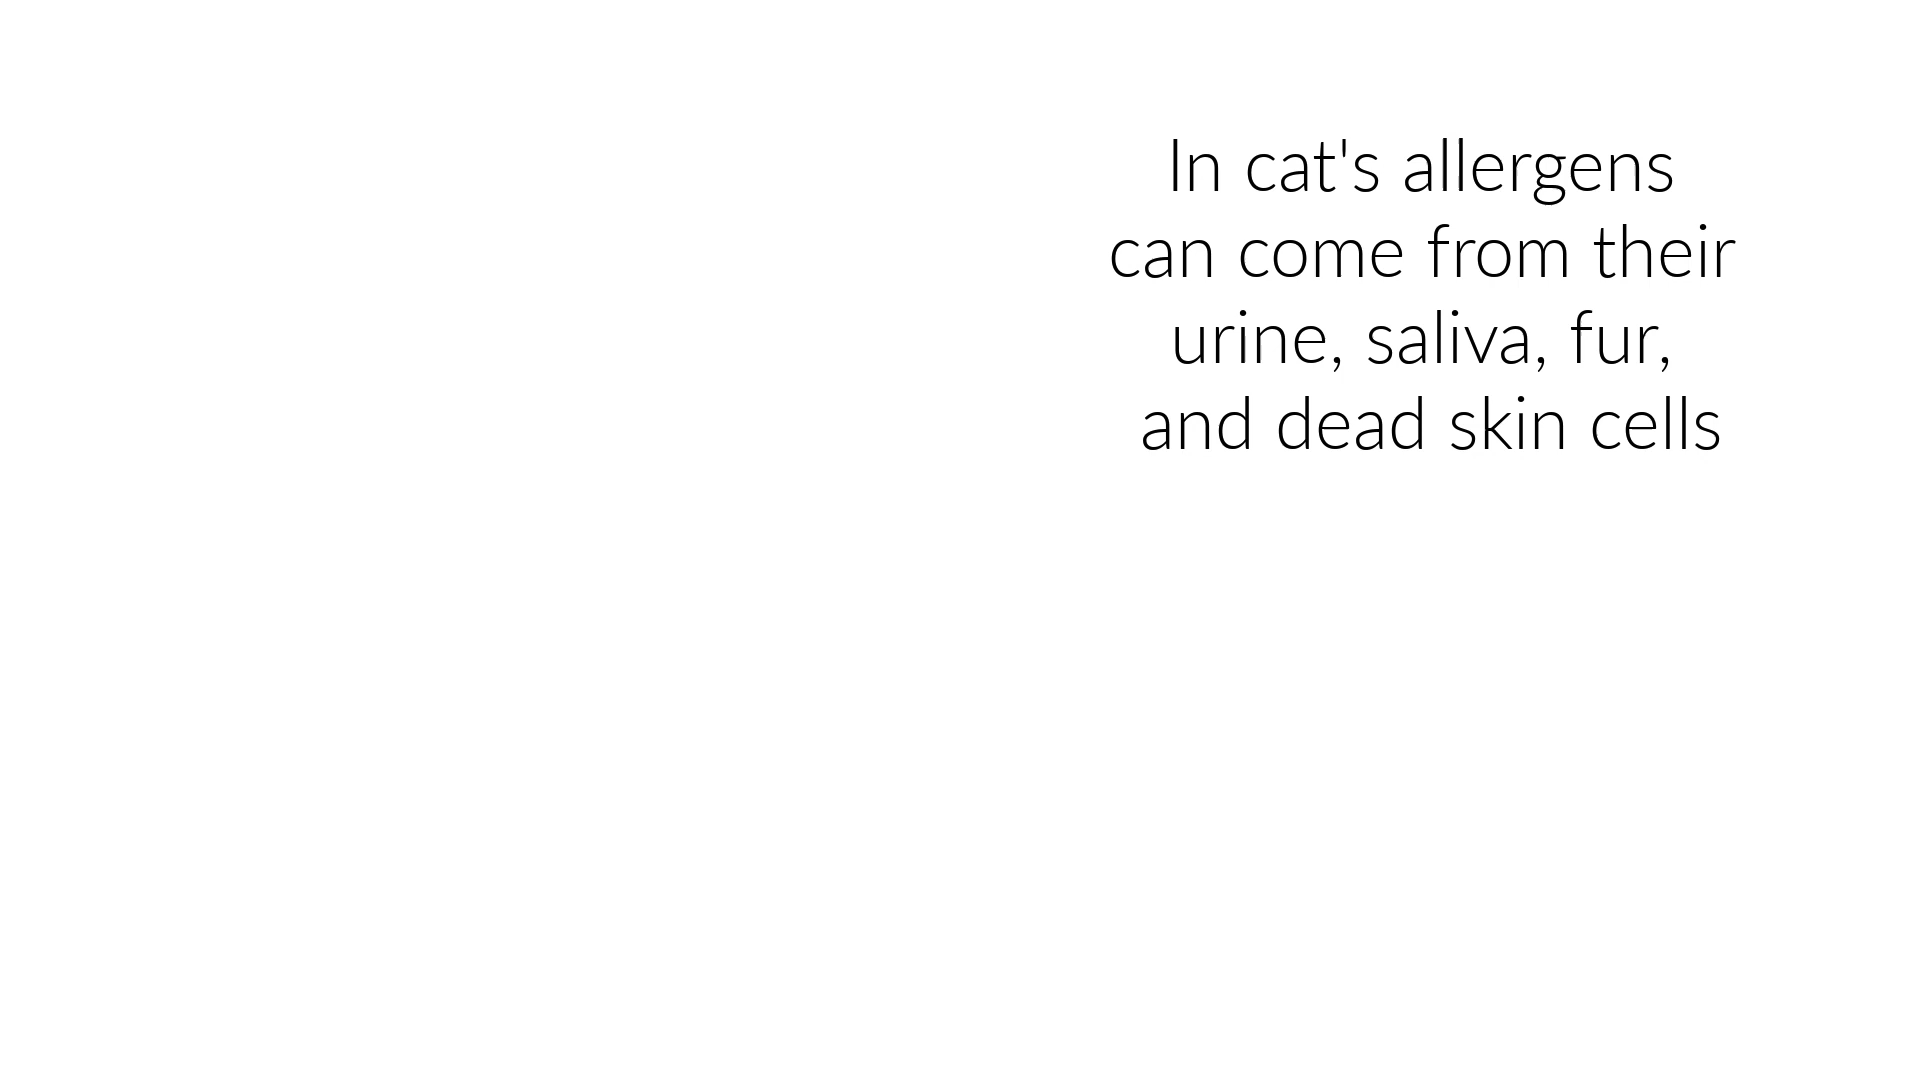 In cat's allergens
can come from their
urine, saliva, fur,
and dead skin cells